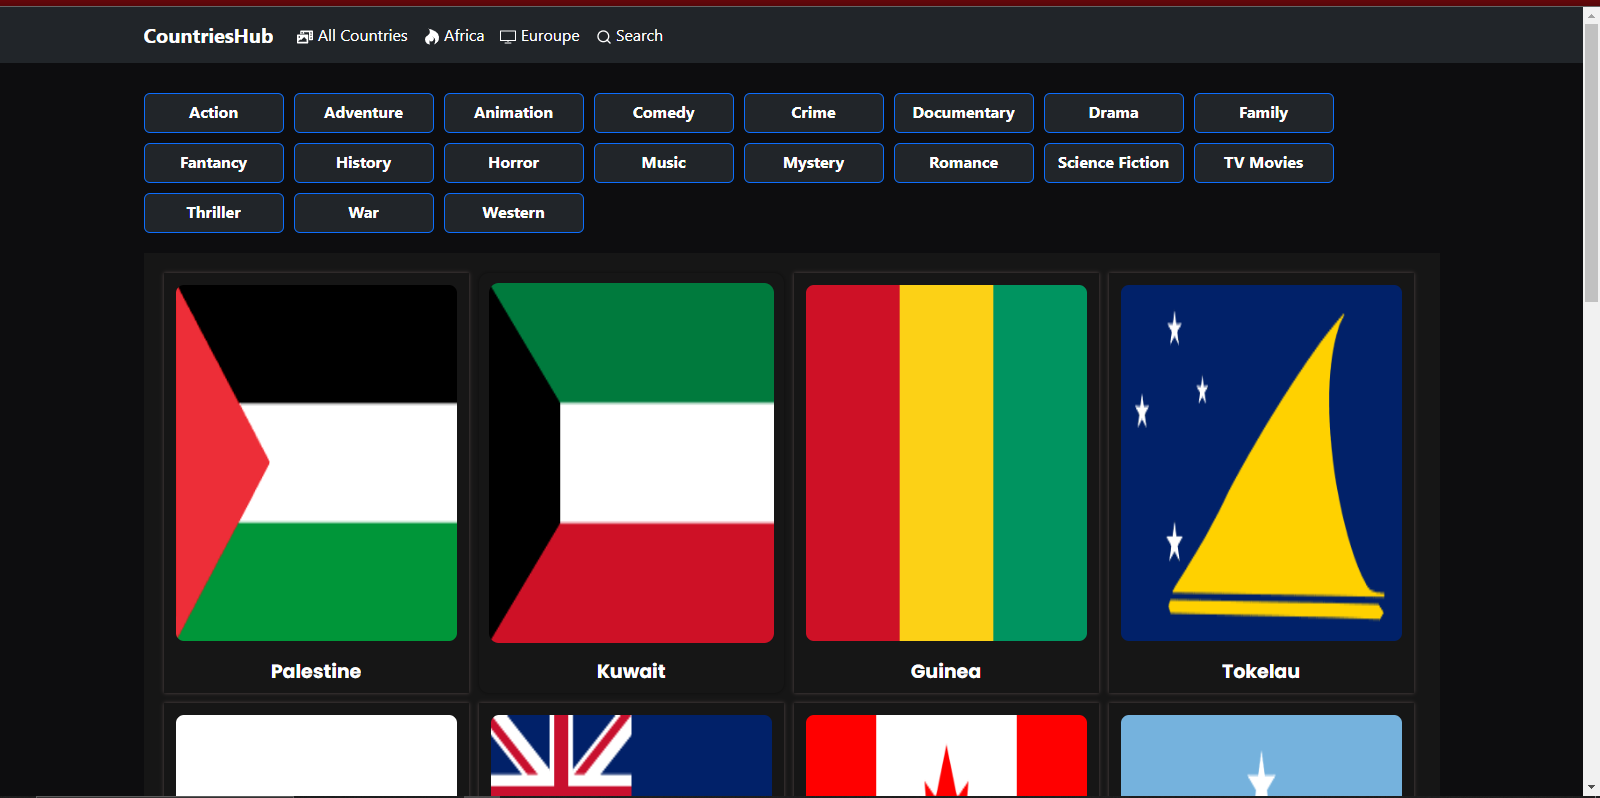 CountriesHub All Countries Africa Euroupe Search
Action Adventure Animation Comedy Crime Documentary Drama Family
Fantancy History Horror Music Mystery Romance Science Fiction TV Movies
Thriller War Western
Palestine Kuwait Guinea Tokelau